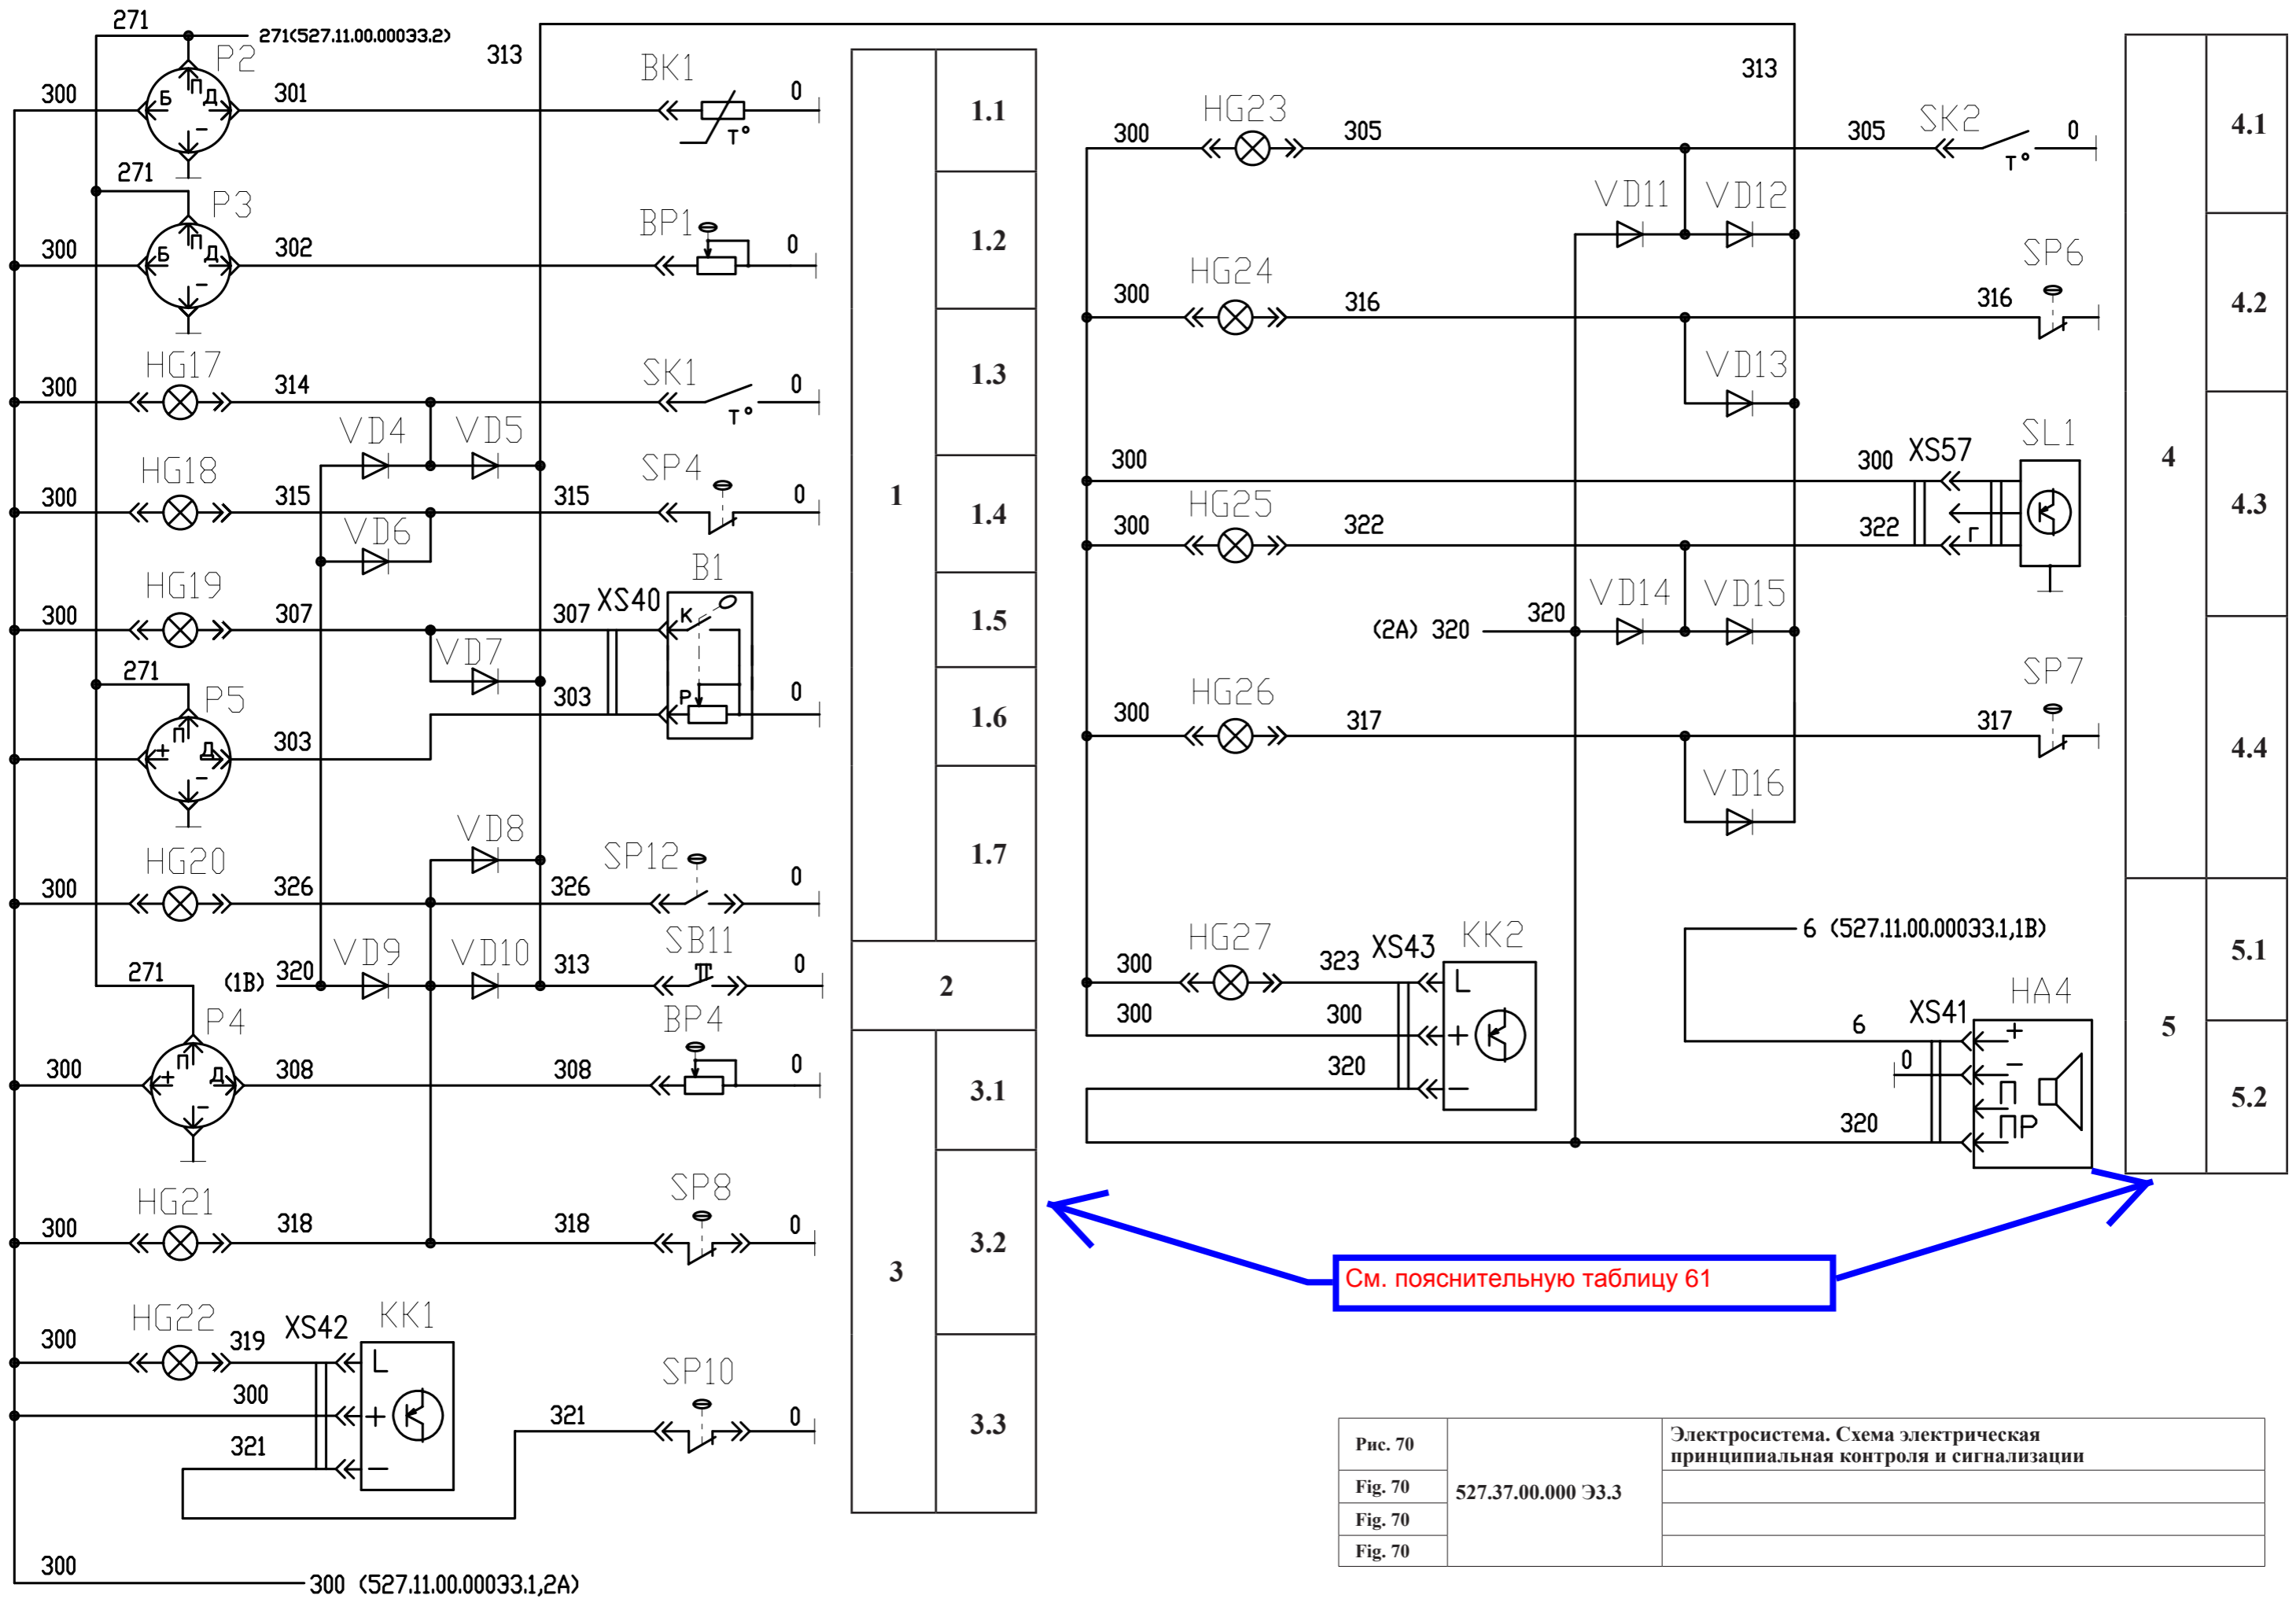 271
271(527.11.00.000ЭЗ.2)
P2
313
BK1
300
Б
П
Д
301
0
–
T°
271
P3
BP1
300
Б
П
Д
302
0
–
HG17
SK1
300
314
0
T°
VD4
VD5
HG18
SP4
300
315
315
0
VD6
HG19
B1
XS40
300
307
307
К
VD7
271
P5
303
Р
0
+
П
Д
303
–
VD8
HG20
SP12
300
326
326
0
VD9
VD10
SB11
271
(1B)
320
313
0
P4
BP4
300
+
П
Д
308
308
0
–
HG21
SP8
300
318
318
0
HG22
XS42
KK1
300
319
L
300
+
321
–
SP10
321
0
300
300 (527.11.00.000ЭЗ.1,2A)
1
1.1
1.2
1.3
1.4
1.5
1.6
1.7
2
3
3.1
3.2
3.3
313
HG23
SK2
300
305
305
0
T°
VD11
VD12
HG24
SP6
300
316
316
VD13
XS57
SL1
300
300
HG25
300
322
322
Г
VD14
VD15
(2A) 320
320
HG26
SP7
300
317
317
VD16
6 (527.11.00.000ЭЗ.1,1B)
HG27
XS43
KK2
300
323
L
300
300
+
320
–
XS41
HA4
6
+
0
–
П
320
ПР
4
4.1
4.2
4.3
4.4
5
5.1
5.2
См. пояснительную таблицу 61
Рис. 70
Fig. 70
Fig. 70
Fig. 70
527.37.00.000 ЭЗ.3
Электросистема. Схема электрическая
принципиальная контроля и сигнализации